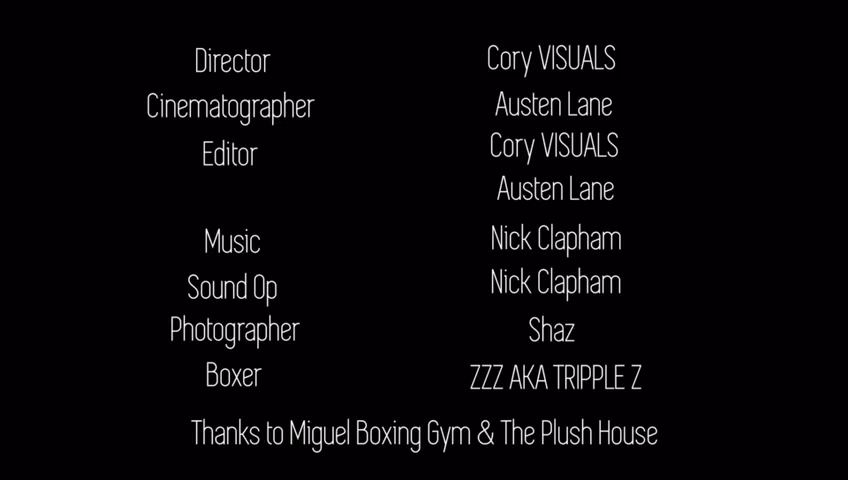 Director Cory VISUALS
Cinematographer Austen Lane
Editor Cory VISUALS
Austen Lane
Music Nick Clapham
Sound Op Nick Clapham
Photographer Shaz
Boxer ZZZ AKA TRIPPLE Z
Thanks to Miguel Boxing Gym & The Plush House